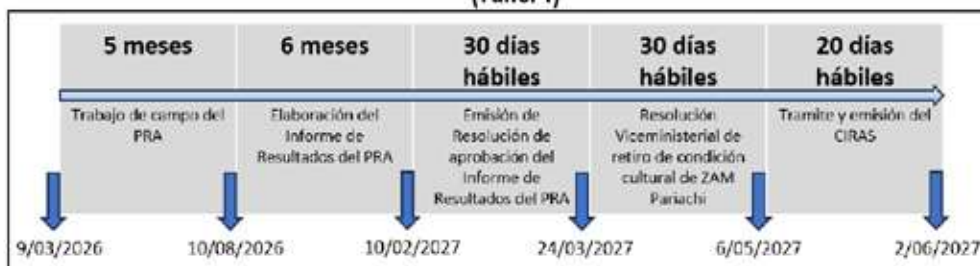 (Taller I)
5 meses
6 meses
30 días
hábiles
30 días
hábiles
20 días
hábiles
Trabajo de campo del
PRA
Elaboración del
Informe de
Resultados del PRA
Emisión de
Resolución de
aprobación del
Informe de
Resultados del PRA
Resolución
Viceministerial de
retiro de condición
cultural de ZAM
Pariachi
Tramite y emisión del
CIRAS
9/03/2026
10/08/2026
10/02/2027
24/03/2027
6/05/2027
2/06/2027